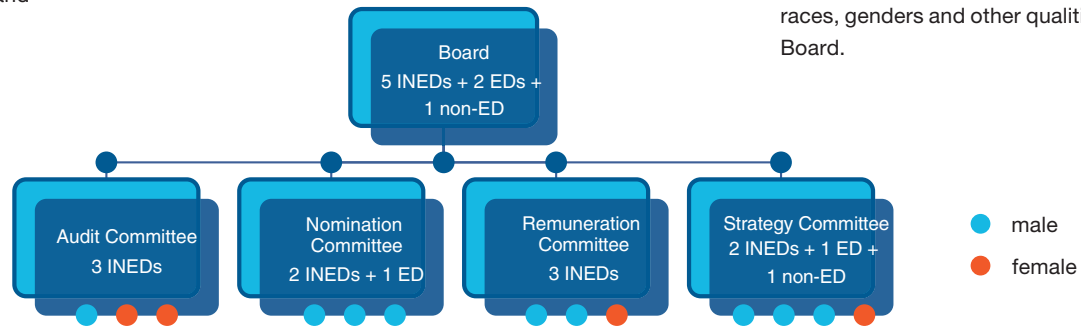 races, genders and other qualiti
Board.
Board
5 INEDs + 2 EDs +
1 non-ED
Audit Committee
3 INEDs
Nomination
Committee
2 INEDs + 1 ED
Remuneration
Committee
3 INEDs
Strategy Committee
2 INEDs + 1 ED +
1 non-ED
male
female